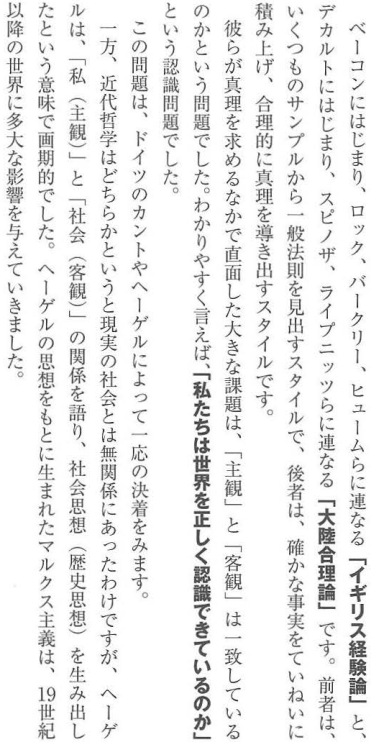 ベーコンにはじまり、ロック、バークリー、ヒュームらに連なる「イギリス経験論」と、
デカルトにはじまり、スピノザ、ライプニッツらに連なる「大陸合理論」です。前者は、
いくつものサンプルから一般法則を見出すスタイルで、後者は、確かな事実をていねいに
積み上げ、合理的に真理を導き出すスタイルです。
彼らが真理を求めるなかで直面した大きな課題は、「主観」と「客観」は一致している
のかという問題でした。わかりやすく言えば、「私たちは世界を正しく認識できているのか」
という認識問題でした。
この問題は、ドイツのカントやヘーゲルによって一応の決着をみます。
一方、近代哲学はどちらかというと現実の社会とは無関係にあったわけですが、ヘーゲ
ルは、「私（主観）」と「社会（客観）」の関係を語り、社会思想（歴史思想）を生み出し
たという意味で画期的でした。ヘーゲルの思想をもとに生まれたマルクス主義は、19世紀
以降の世界に多大な影響を与えていきました。